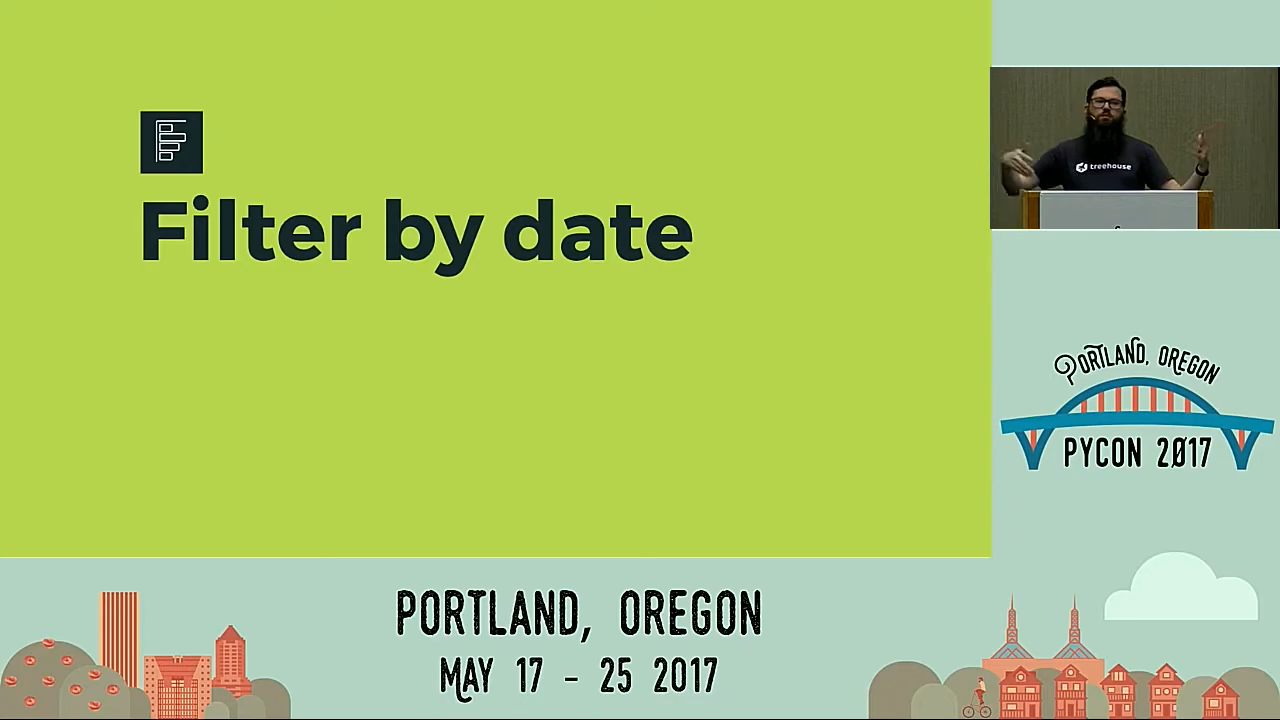 Filter by date
treehouse
PORTLAND, OREGON
PYCON 2017
PORTLAND, OREGON
MAY 17 - 25 2017